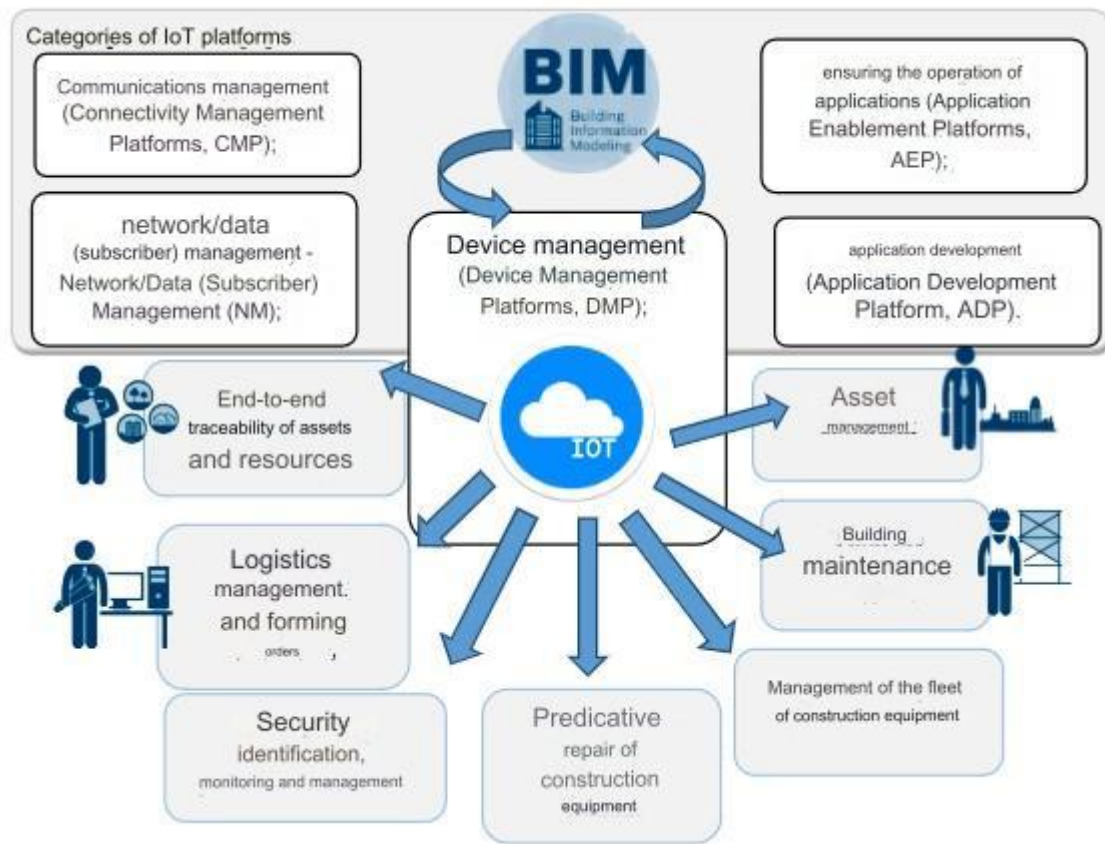 Categories of IoT platforms
Communications management
(Connectivity Management
Platforms, CMP);
BIM
Building
Information
Modeling
ensuring the operation of
applications (Application
Enablement Platforms,
AEP);
network/data
(subscriber) management -
Network/Data (Subscriber)
Management (NM);
Device management
(Device Management
Platforms, DMP);
application development
(Application Development
Platform, ADP).
IOT
End-to-end
traceability of assets
and resources
Asset
management
Logistics
management.
and forming
orders
Building
maintenance
Security
identification,
monitoring and management
Predicative
repair of
construction
equipment
Management of the fleet
of construction equipment